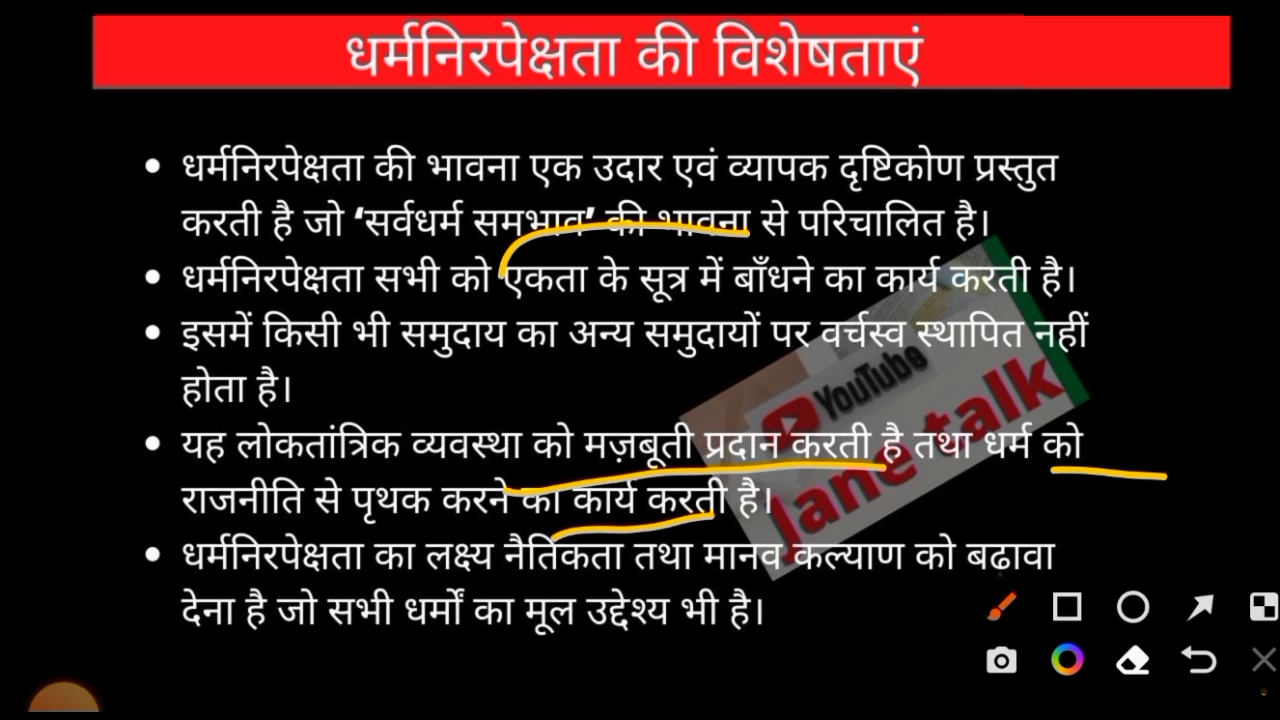 धर्मनिरपेक्षता की विशेषताएं
• धर्मनिरपेक्षता की भावना एक उदार एवं व्यापक दृष्टिकोण प्रस्तुत
करती है जो ‘सर्वधर्म समभाव’ की भावना से परिचालित है।
• धर्मनिरपेक्षता सभी को एकता के सूत्र में बाँधने का कार्य करती है।
• इसमें किसी भी समुदाय का अन्य समुदायों पर वर्चस्व स्थापित नहीं
होता है।
• यह लोकतांत्रिक व्यवस्था को मज़बूती प्रदान करती है तथा धर्म को
राजनीति से पृथक करने का कार्य करती है।
• धर्मनिरपेक्षता का लक्ष्य नैतिकता तथा मानव कल्याण को बढावा
देना है जो सभी धर्मों का मूल उद्देश्य भी है।
YouTube
Jane talk